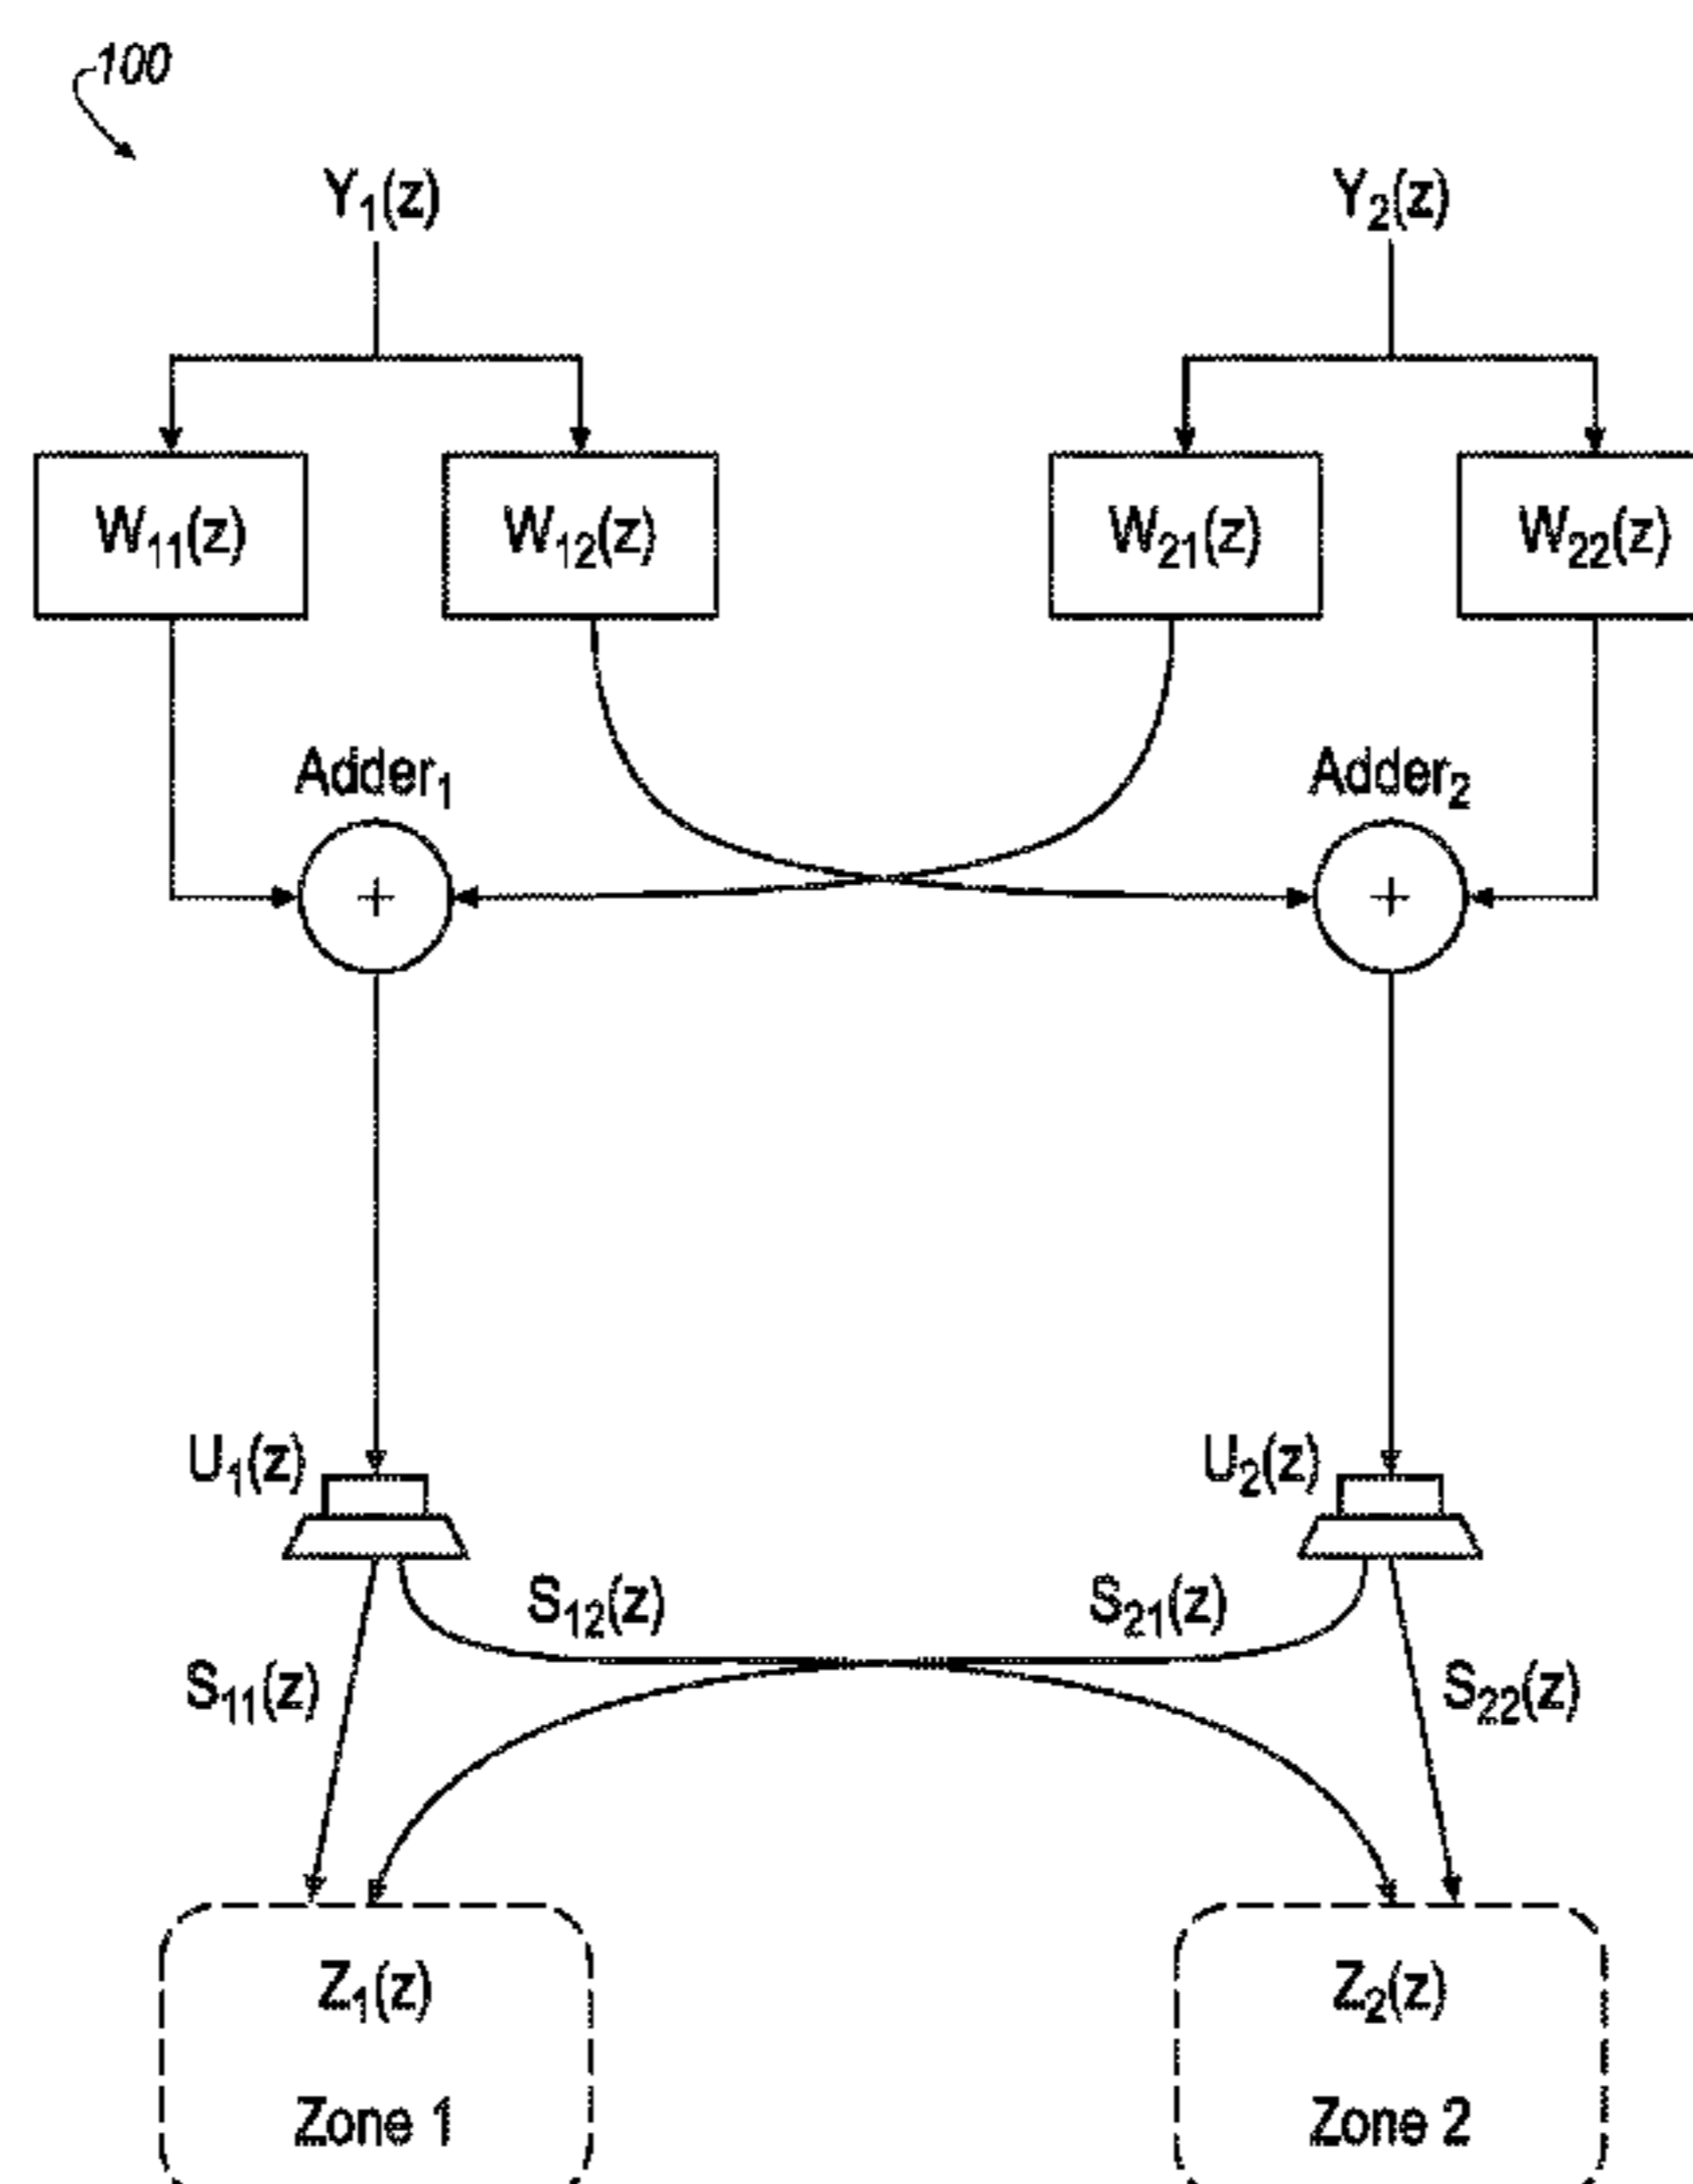 100
Y₁(z) Y₂(z)
W₁₁(z) W₁₂(z) W₂₁(z) W₂₂(z)
Adder₁ Adder₂
+ +
U₁(z) U₂(z)
S₁₂(z) S₂₁(z)
S₁₁(z) S₂₂(z)
Z₁(z) Z₂(z)
Zone 1 Zone 2